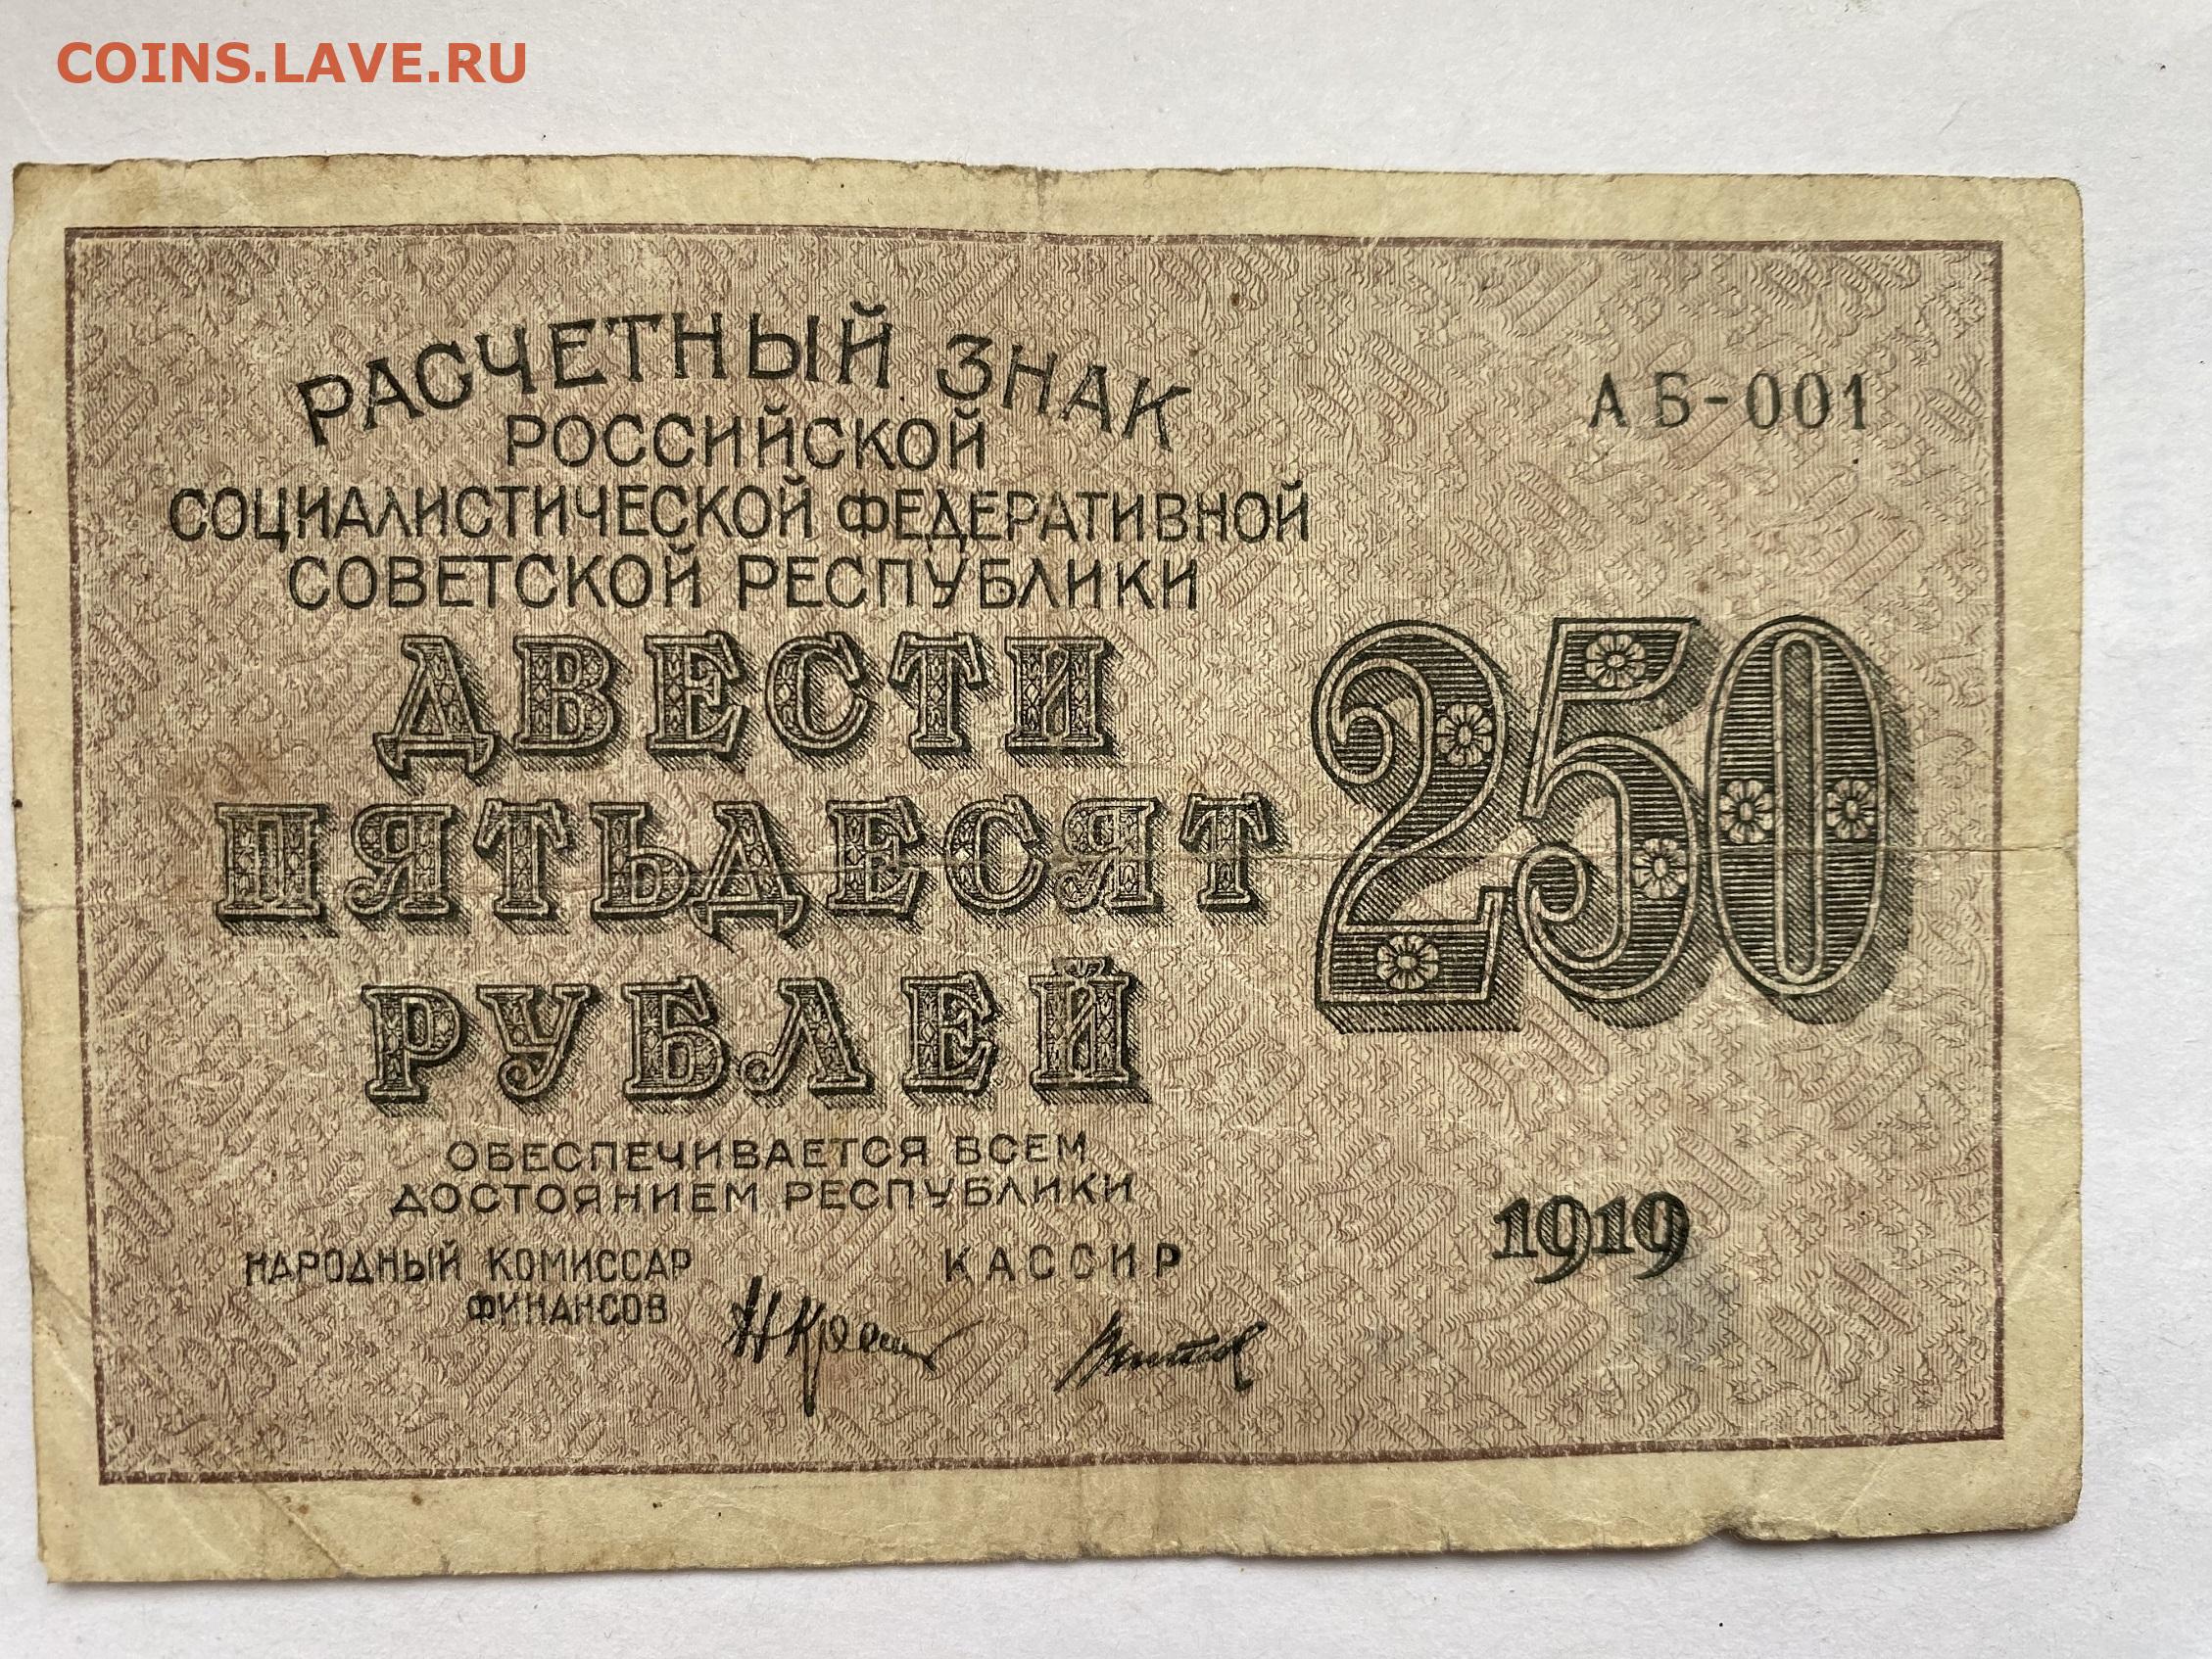 COINS.LAVE.RU
РАСЧЕТНЫЙ ЗНАК
РОССИЙСКОЙ
СОЦИАЛИСТИЧЕСКОЙ ФЕДЕРАТИВНОЙ
СОВЕТСКОЙ РЕСПУБЛИКИ
АБ-001
ДВЕСТИ
ПЯТЬДЕСЯТ
РУБЛЕЙ
250
ОБЕСПЕЧИВАЕТСЯ ВСЕМ
ДОСТОЯНИЕМ РЕСПУБЛИКИ
1919
НАРОДНЫЙ КОМИССАР
ФИНАНСОВ
КАССИР